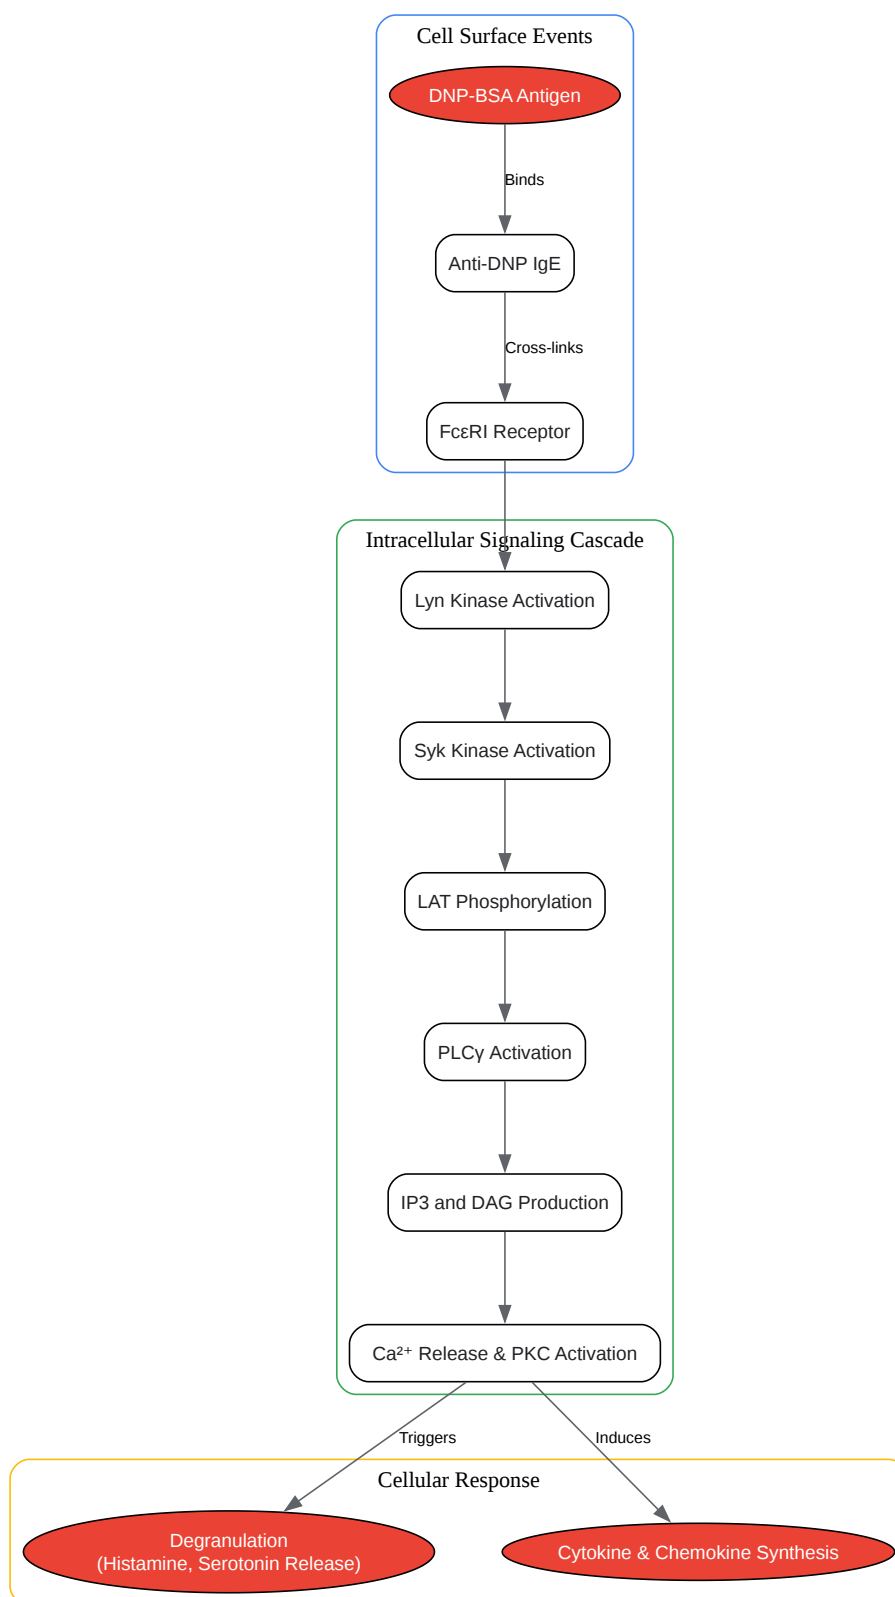 Cell Surface Events
DNP-BSA Antigen
Binds
Anti-DNP IgE
Cross-links
FcεRI Receptor
Intracellular Signaling Cascade
Lyn Kinase Activation
Syk Kinase Activation
LAT Phosphorylation
PLCγ Activation
IP3 and DAG Production
Ca²⁺ Release & PKC Activation
Triggers
Induces
Cellular Response
Degranulation
(Histamine, Serotonin Release)
Cytokine & Chemokine Synthesis